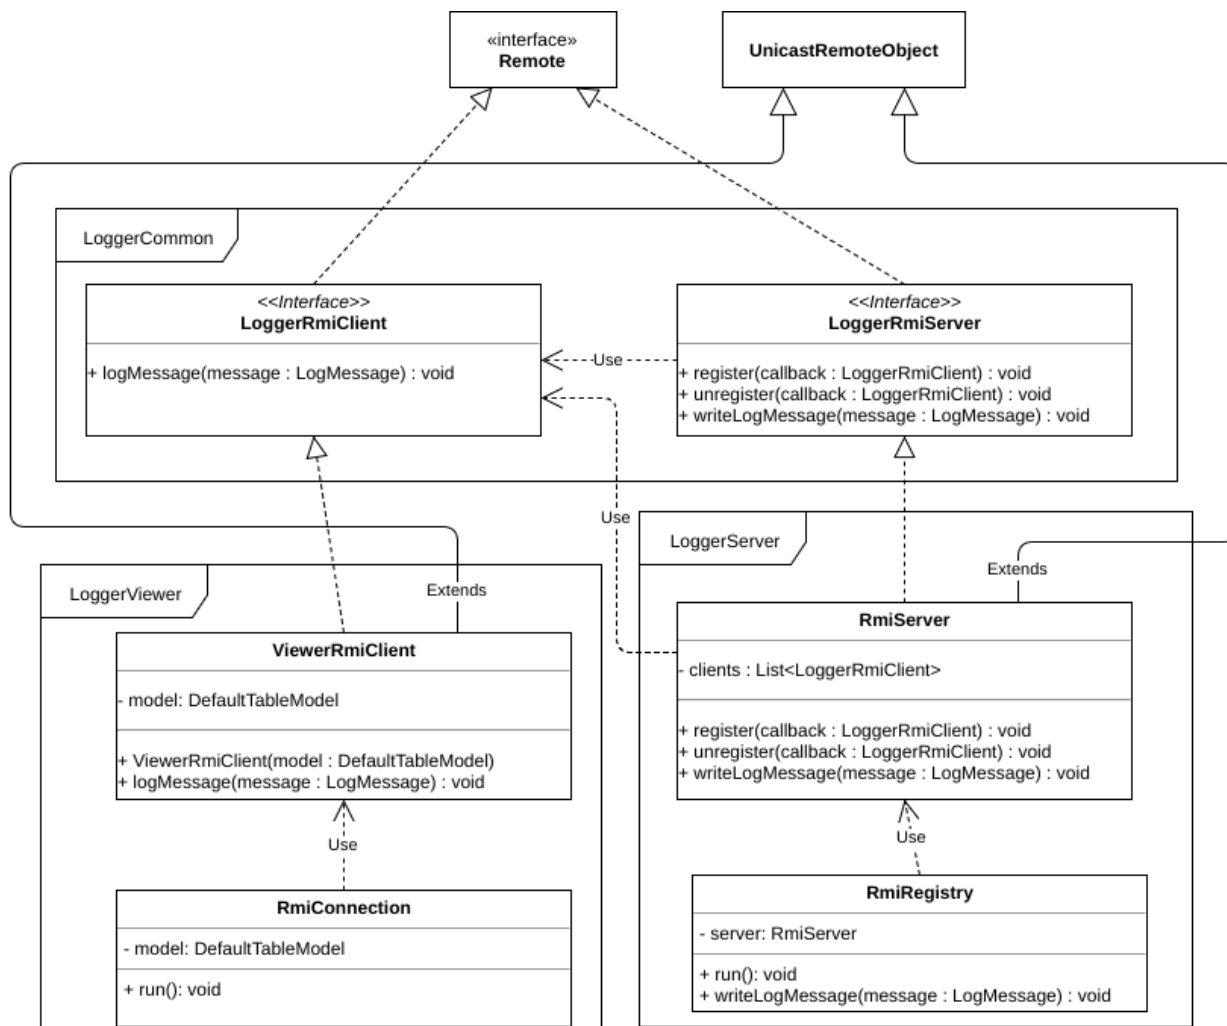 «interface»
Remote
UnicastRemoteObject
LoggerCommon
<<Interface>>
LoggerRmiClient
+ logMessage(message : LogMessage) : void
<<Interface>>
LoggerRmiServer
+ register(callback : LoggerRmiClient) : void
+ unregister(callback : LoggerRmiClient) : void
+ writeLogMessage(message : LogMessage) : void
Use
Use
LoggerViewer
Extends
ViewerRmiClient
- model: DefaultTableModel
+ ViewerRmiClient(model : DefaultTableModel)
+ logMessage(message : LogMessage) : void
Use
RmiConnection
- model: DefaultTableModel
+ run(): void
LoggerServer
Extends
RmiServer
- clients : List<LoggerRmiClient>
+ register(callback : LoggerRmiClient) : void
+ unregister(callback : LoggerRmiClient) : void
+ writeLogMessage(message : LogMessage) : void
Use
RmiRegistry
- server: RmiServer
+ run(): void
+ writeLogMessage(message : LogMessage) : void